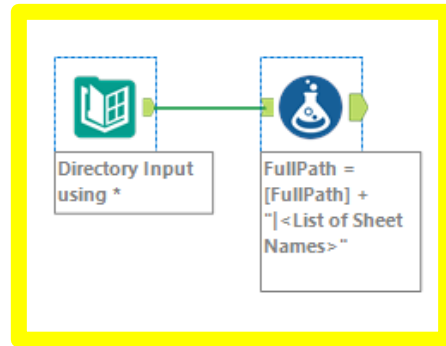 Directory Input
using *
FullPath =
[FullPath] +
"|<List of Sheet
Names>"